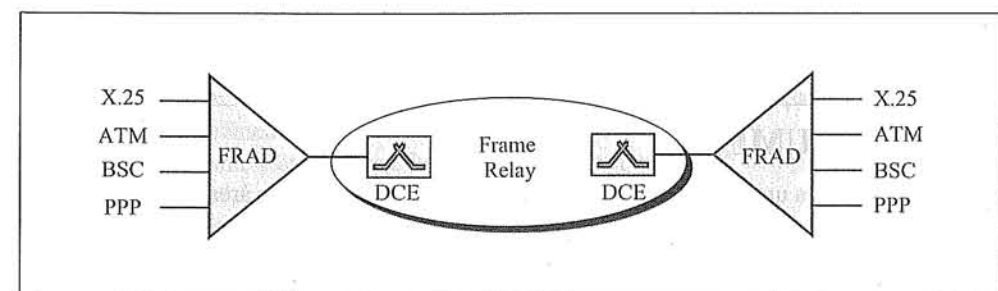 X.25
ATM
BSC
PPP
FRAD
DCE
Frame
Relay
DCE
FRAD
X.25
ATM
BSC
PPP